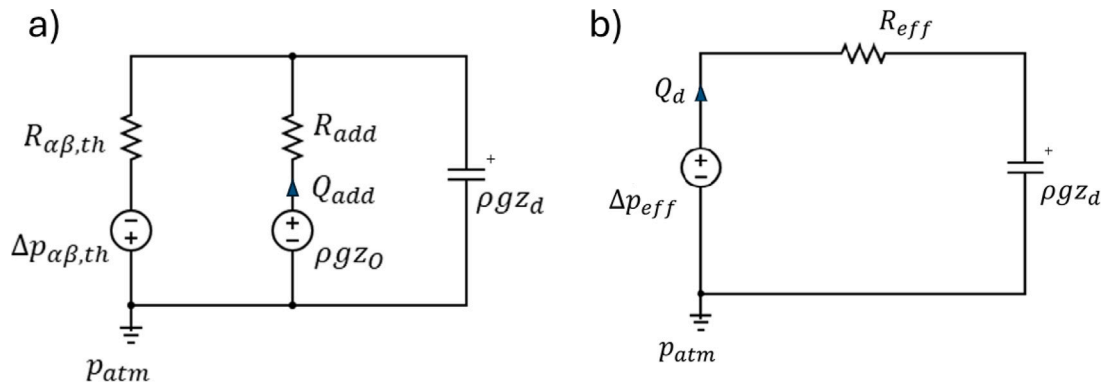 a)
R_{αβ,th}
Δp_{αβ,th}
R_{add}
Q_{add}
ρgz_O
+
ρgz_d
p_{atm}
b)
R_{eff}
Q_d
Δp_{eff}
+
ρgz_d
p_{atm}